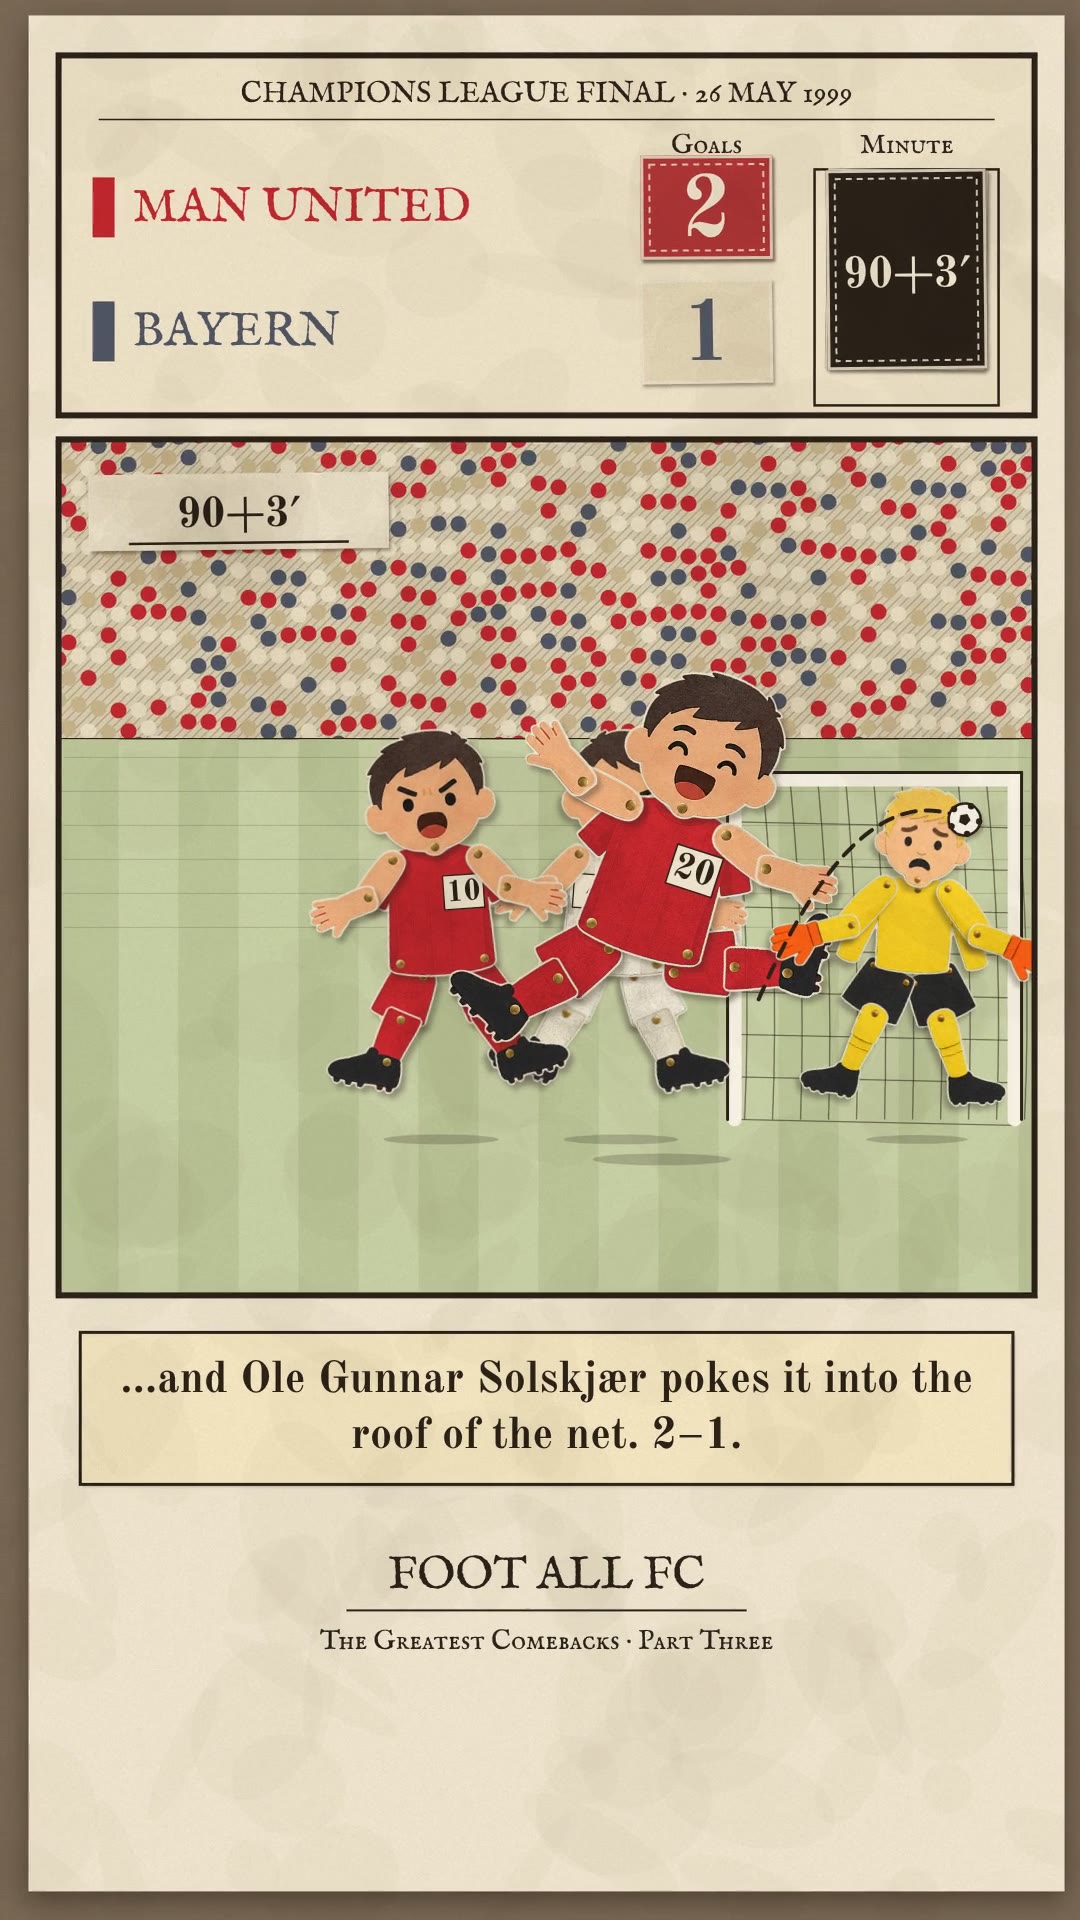 CHAMPIONS LEAGUE FINAL · 26 MAY 1999
Goals
Minute
MAN UNITED
2
90+3′
BAYERN
1
90+3′
10
20
...and Ole Gunnar Solskjær pokes it into the
roof of the net. 2–1.
FOOT ALL FC
The Greatest Comebacks · Part Three